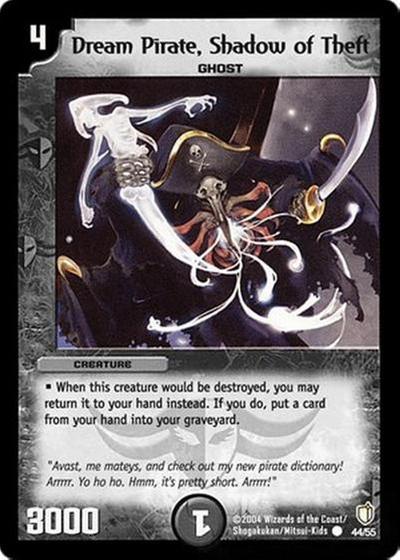 4
Dream Pirate, Shadow of Theft
GHOST
CREATURE
▪ When this creature would be destroyed, you may
return it to your hand instead. If you do, put a card
from your hand into your graveyard.
"Avast, me mateys, and check out my new pirate dictionary!
Arrrrr. Yo ho ho. Hmm, it's pretty short. Arrrrr!"
3000
1
©2004 Wizards of the Coast/
Shogakukan/Mitsui-Kids ● 44/55